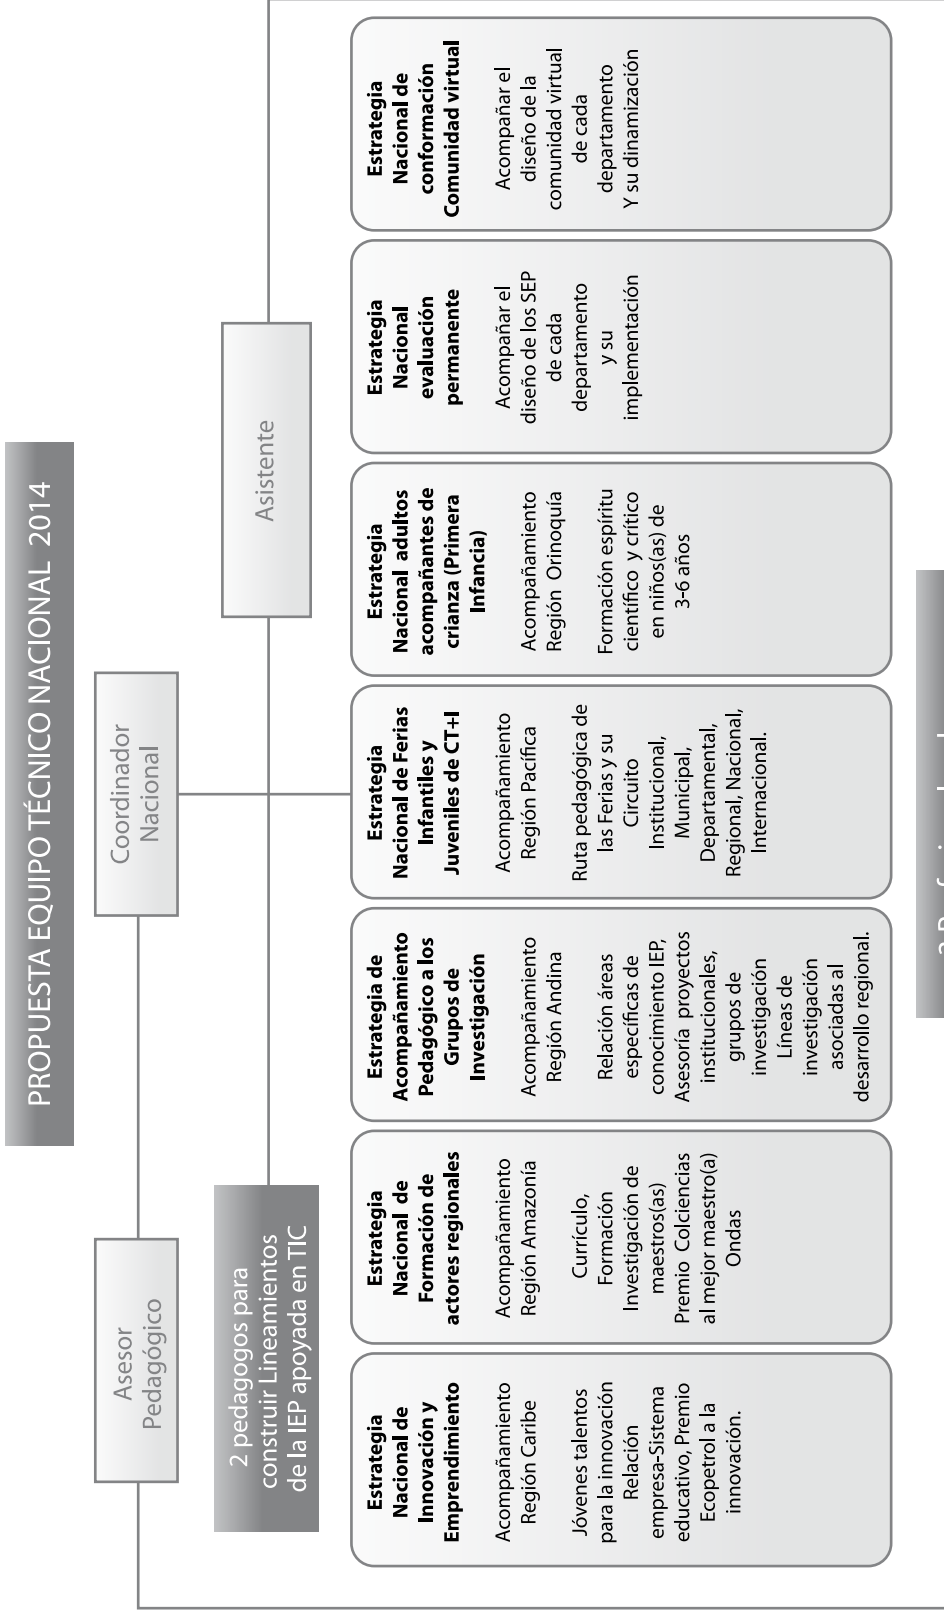 PROPUESTA EQUIPO TÉCNICO NACIONAL 2014
Coordinador
Nacional
Asesor
Pedagógico
Asistente
2 pedagogos para
construir Lineamientos
de la IEP apoyada en TIC
Estrategia
Nacional de
Innovación y
Emprendimiento
Acompañamiento
Región Caribe
Jóvenes talentos
para la innovación
Relación
empresa-Sistema
educativo, Premio
Ecopetrol a la
innovación.
Estrategia
Nacional de
Formación de
actores regionales
Acompañamiento
Región Amazonía
Currículo,
Formación
Investigación de
maestros(as)
Premio Colciencias
al mejor maestro(a)
Ondas
Estrategia de
Acompañamiento
Pedagógico a los
Grupos de
Investigación
Acompañamiento
Región Andina
Relación áreas
específicas de
conocimiento IEP,
Asesoría proyectos
institucionales,
grupos de
investigación
Líneas de
investigación
asociadas al
desarrollo regional.
Estrategia
Nacional de Ferias
Infantiles y
Juveniles de CT+I
Acompañamiento
Región Pacífica
Ruta pedagógica de
las Ferias y su
Circuito
Institucional,
Municipal,
Departamental,
Regional, Nacional,
Internacional.
Estrategia
Nacional adultos
acompañantes de
crianza (Primera
Infancia)
Acompañamiento
Región Orinoquía
Formación espíritu
científico y crítico
en niños(as) de
3-6 años
Estrategia
Nacional
evaluación
permanente
Acompañar el
diseño de los SEP
de cada
departamento
y su
implementación
Estrategia
Nacional de
conformación
Comunidad virtual
Acompañar el
diseño de la
comunidad virtual
de cada
departamento
Y su dinamización